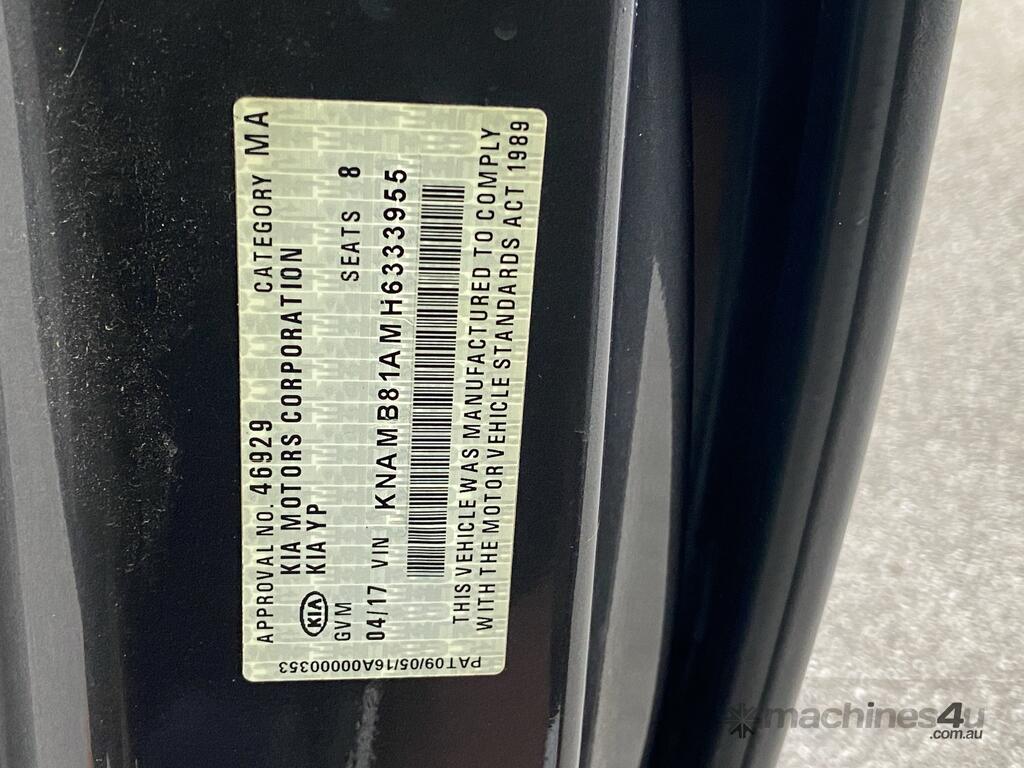 APPROVAL NO. 46929 CATEGORY MA
KIA MOTORS CORPORATION
KIA KIA YP SEATS 8
GVM
04/17 VIN KNAMB81AMH6333955
THIS VEHICLE WAS MANUFACTURED TO COMPLY
WITH THE MOTOR VEHICLE STANDARDS ACT 1989
PAT09/05/16A00000353
machines4u
.com.au